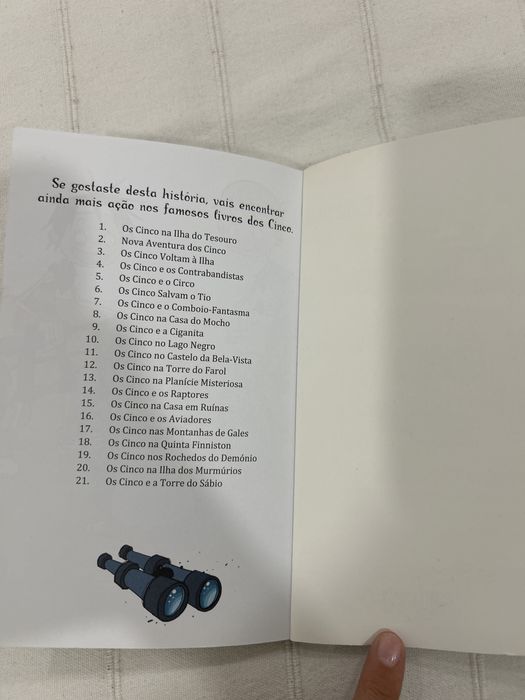 Se gostaste desta história, vais encontrar
ainda mais ação nos famosos livros dos Cinco.
1. Os Cinco na Ilha do Tesouro
2. Nova Aventura dos Cinco
3. Os Cinco Voltam à Ilha
4. Os Cinco e os Contrabandistas
5. Os Cinco e o Circo
6. Os Cinco Salvam o Tio
7. Os Cinco e o Comboio-Fantasma
8. Os Cinco na Casa do Mocho
9. Os Cinco e a Ciganita
10. Os Cinco no Lago Negro
11. Os Cinco no Castelo da Bela-Vista
12. Os Cinco na Torre do Farol
13. Os Cinco na Planície Misteriosa
14. Os Cinco e os Raptores
15. Os Cinco na Casa em Ruínas
16. Os Cinco e os Aviadores
17. Os Cinco nas Montanhas de Gales
18. Os Cinco na Quinta Finniston
19. Os Cinco nos Rochedos do Demónio
20. Os Cinco na Ilha dos Murmúrios
21. Os Cinco e a Torre do Sábio